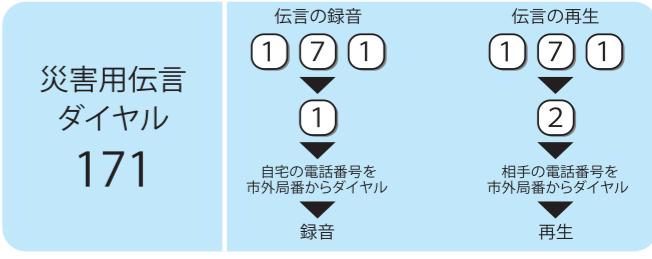 災害用伝言
ダイヤル
171
伝言の録音
1 7 1
1
自宅の電話番号を
市外局番からダイヤル
録音
伝言の再生
1 7 1
2
相手の電話番号を
市外局番からダイヤル
再生